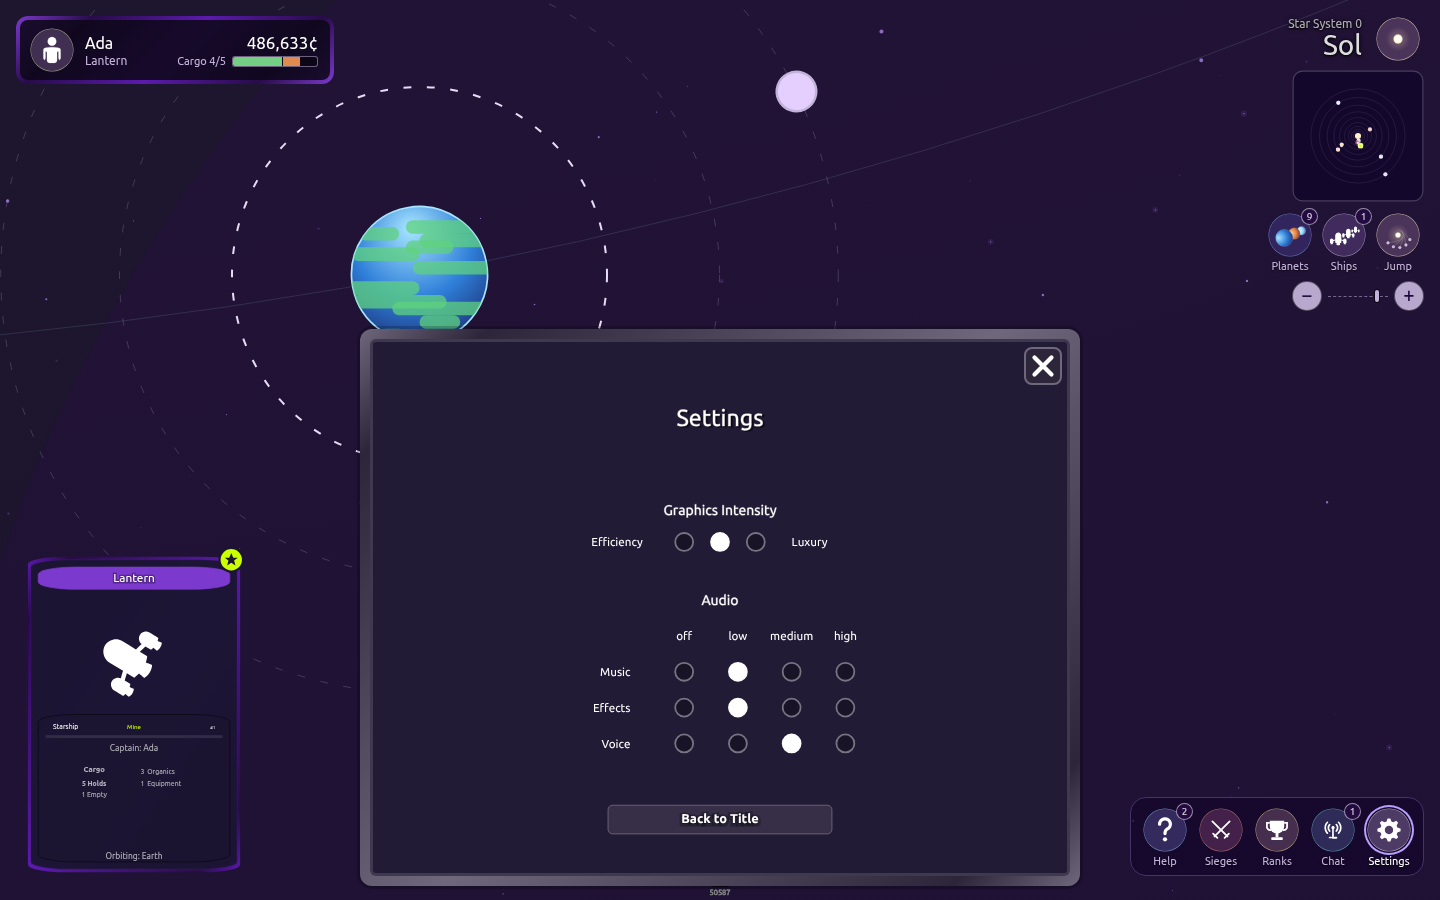 Ada
Lantern
486,633¢
Cargo 4/5
Star System 0
Sol
9
1
Planets
Ships
Jump
Settings
Graphics Intensity
Efficiency
Luxury
Audio
off low medium high
Music
Effects
Voice
Back to Title
Lantern
Starship
Mine
#1
Captain: Ada
Cargo
5 Holds
1 Empty
3 Organics
1 Equipment
Orbiting: Earth
2
1
Help
Sieges
Ranks
Chat
Settings
50587